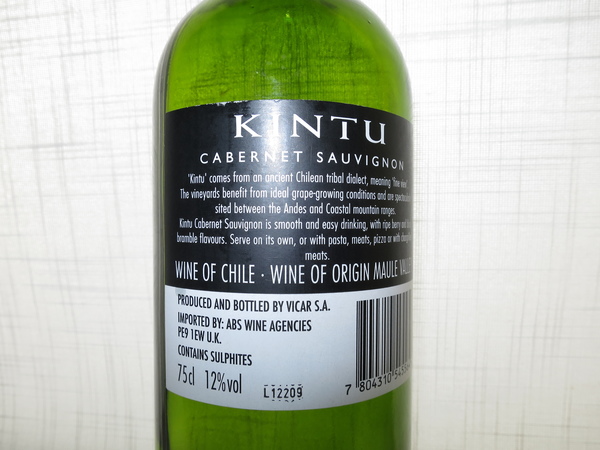 KINTU
CABERNET SAUVIGNON
'Kintu' comes from an ancient Chilean tribal dialect, meaning 'fine wine'
The vineyards benefit from ideal grape-growing conditions and are
sited between the Andes and Coastal mountain ranges.
Kintu Cabernet Sauvignon is smooth and easy drinking, with ripe berry and
bramble flavours. Serve on its own, or with pasta, meats, pizza or with
meats.
WINE OF CHILE · WINE OF ORIGIN MAULE
PRODUCED AND BOTTLED BY VICAR S.A.
IMPORTED BY: ABS WINE AGENCIES
PE9 1EW U.K.
CONTAINS SULPHITES
75cl 12%vol
L12209
7 804310